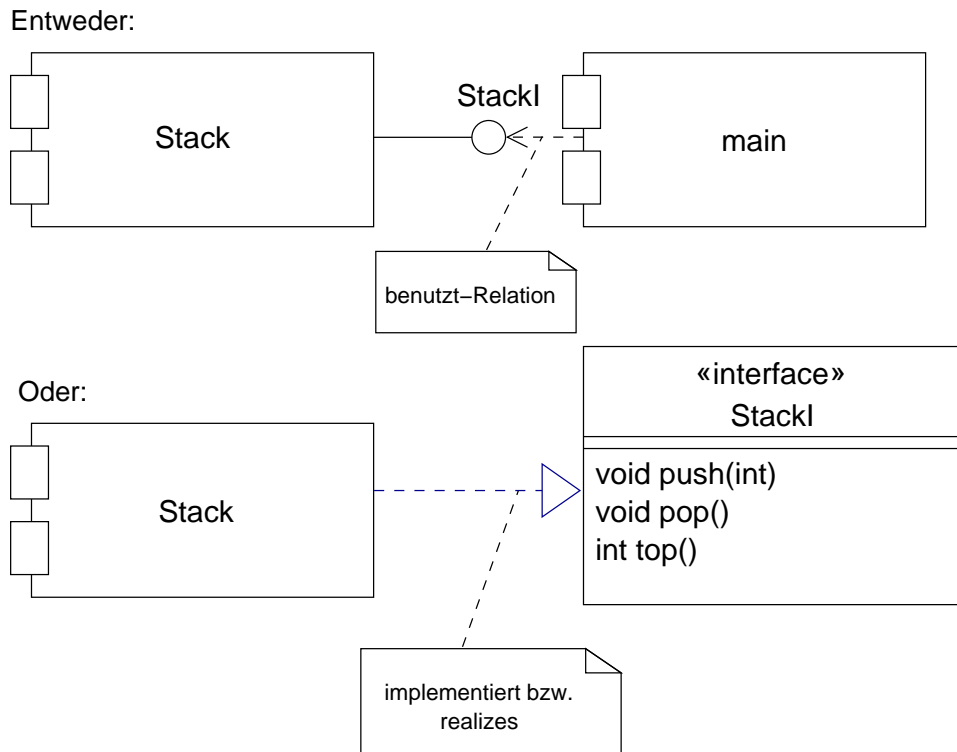 Entweder:
StackI
Stack
main
benutzt−Relation
Oder:
«interface»
StackI
void push(int)
void pop()
int top()
Stack
implementiert bzw.
realizes